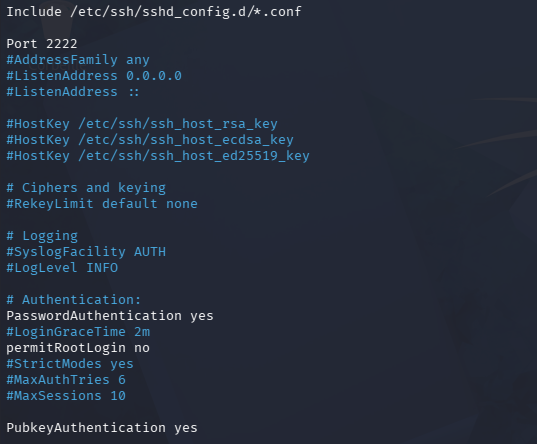 Include /etc/ssh/sshd_config.d/*.conf
Port 2222
#AddressFamily any
#ListenAddress 0.0.0.0
#ListenAddress ::
#HostKey /etc/ssh/ssh_host_rsa_key
#HostKey /etc/ssh/ssh_host_ecdsa_key
#HostKey /etc/ssh/ssh_host_ed25519_key
# Ciphers and keying
#RekeyLimit default none
# Logging
#SyslogFacility AUTH
#LogLevel INFO
# Authentication:
PasswordAuthentication yes
#LoginGraceTime 2m
permitRootLogin no
#StrictModes yes
#MaxAuthTries 6
#MaxSessions 10
PubkeyAuthentication yes